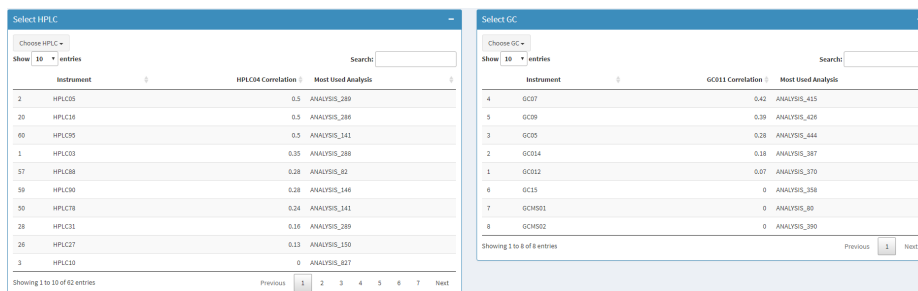 Select HPLC
Choose HPLC
Show 10 entries Search:
Instrument HPLC04 Correlation Most Used Analysis
2 HPLC05 0.5 ANALYSIS_289
20 HPLC16 0.5 ANALYSIS_286
60 HPLC95 0.5 ANALYSIS_141
1 HPLC03 0.35 ANALYSIS_288
57 HPLC88 0.28 ANALYSIS_82
59 HPLC90 0.28 ANALYSIS_146
50 HPLC78 0.24 ANALYSIS_141
28 HPLC31 0.16 ANALYSIS_289
26 HPLC27 0.13 ANALYSIS_150
3 HPLC10 0 ANALYSIS_827
Showing 1 to 10 of 62 entries Previous 1 2 3 4 5 6 7 Next
Select GC
Choose GC
Show 10 entries Search:
Instrument GC011 Correlation Most Used Analysis
4 GC07 0.42 ANALYSIS_415
5 GC09 0.39 ANALYSIS_426
3 GC05 0.28 ANALYSIS_444
2 GC014 0.18 ANALYSIS_387
1 GC012 0.07 ANALYSIS_370
6 GC15 0 ANALYSIS_358
7 GCMS01 0 ANALYSIS_80
8 GCMS02 0 ANALYSIS_390
Showing 1 to 8 of 8 entries Previous 1 Next